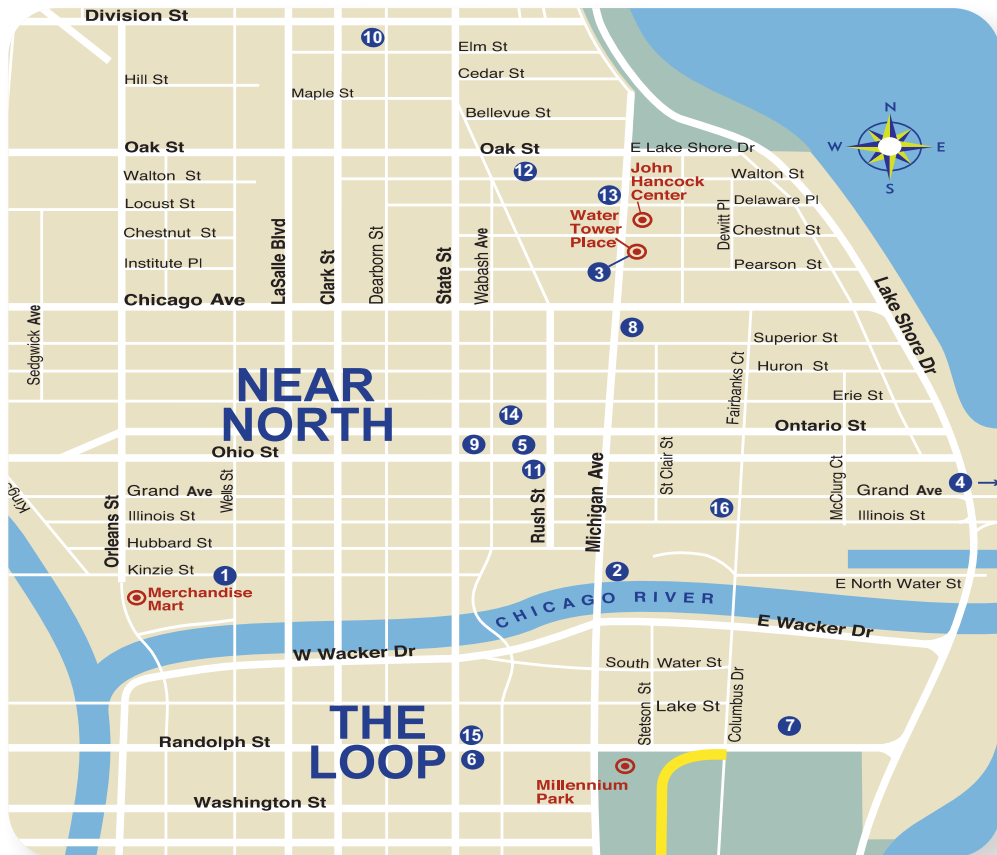 Division St
10
Elm St
Cedar St
Hill St
Maple St
Bellevue St
N
W
E
S
Oak St
Oak St
E Lake Shore Dr
12
John
Hancock
Center
Walton St
Walton St
13
Locust St
Delaware Pl
Dewitt Pl
Water
Tower
Place
Chestnut St
Chestnut St
Institute Pl
3
Pearson St
LaSalle Blvd
Clark St
Dearborn St
State St
Wabash Ave
Chicago Ave
Lake Shore Dr
Sedgwick Ave
8
Superior St
Huron St
Fairbanks Ct
Erie St
NEAR
NORTH
14
Ontario St
9
5
Ohio St
11
Wells St
St Clair St
McClurg Ct
4
Grand Ave
Grand Ave
Illinois St
Illinois St
16
Orleans St
Rush St
Michigan Ave
Hubbard St
Kinzie St
1
2
E North Water St
Merchandise
Mart
CHICAGO RIVER
E Wacker Dr
W Wacker Dr
South Water St
Stetson St
Columbus Dr
Lake St
THE
LOOP
7
15
Randolph St
6
Millennium
Park
Washington St